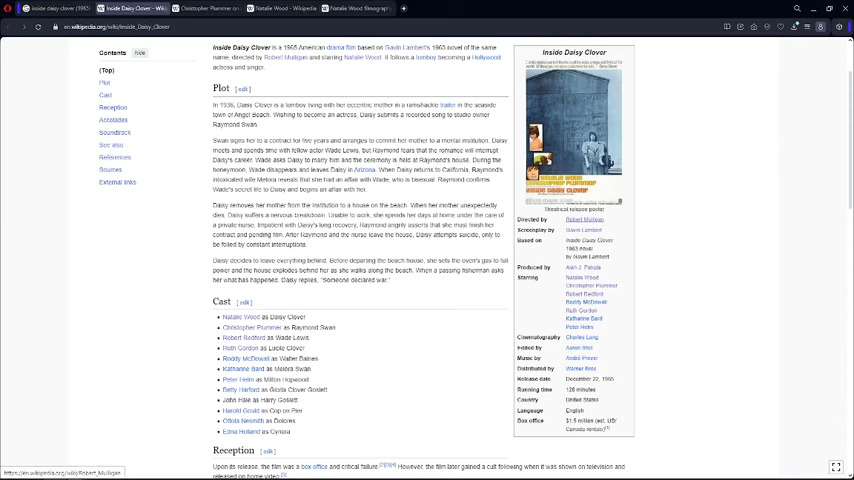 inside daisy clover (1965)
Inside Daisy Clover – Wiki
Christopher Plummer on
Natalie Wood - Wikipedia
Natalie Wood filmography
en.wikipedia.org/wiki/Inside_Daisy_Clover
Contents hide
(Top)
Plot
Cast
Reception
Accolades
Soundtrack
See also
References
Sources
External links
Inside Daisy Clover is a 1965 American drama film based on Gavin Lambert's 1963 novel of the same
name, directed by Robert Mulligan and starring Natalie Wood. It follows a tomboy becoming a Hollywood
actress and singer.
Plot [edit]
In 1936, Daisy Clover is a tomboy living with her eccentric mother in a ramshackle trailer in the seaside
town of Angel Beach. Wishing to become an actress, Daisy submits a recorded song to studio owner
Raymond Swan.
Swan signs her to a contract for five years and arranges to commit her mother to a mental institution. Daisy
meets and spends time with fellow actor Wade Lewis, but Raymond fears that the romance will interrupt
Daisy's career. Wade asks Daisy to marry him and the ceremony is held at Raymond's house. During the
honeymoon, Wade disappears and leaves Daisy in Arizona. When Daisy returns to California, Raymond's
intoxicated wife Melora reveals that she had an affair with Wade, who is bisexual. Raymond confirms
Wade's secret life to Daisy and begins an affair with her.
Daisy removes her mother from the institution to a house on the beach. When her mother unexpectedly
dies, Daisy suffers a nervous breakdown. Unable to work, she spends her days at home under the care of
a private nurse. Impatient with Daisy's long recovery, Raymond angrily asserts that she must finish her
contract and pending film. After Raymond and the nurse leave the house, Daisy attempts suicide, only to
be foiled by constant interruptions.
Daisy decides to leave everything behind. Before departing the beach house, she sets the oven's gas to full
power and the house explodes behind her as she walks along the beach. When a passing fisherman asks
her what has happened, Daisy replies, "Someone declared war."
Cast [edit]
Natalie Wood as Daisy Clover
Christopher Plummer as Raymond Swan
Robert Redford as Wade Lewis
Ruth Gordon as Lucile Clover
Roddy McDowall as Walter Baines
Katharine Bard as Melora Swan
Peter Helm as Milton Hopwood
Betty Harford as Gloria Clover Goslett
John Hale as Harry Goslett
Harold Gould as Cop on Pier
Ottola Nesmith as Dolores
Edna Holland as Cynara
Reception [edit]
Upon its release, the film was a box office and critical failure.[2][3][4] However, the film later gained a cult following when it was shown on television and
released on home video.[5]
Inside Daisy Clover
NATALIE WOOD
CHRISTOPHER PLUMMER
INSIDE DAISY CLOVER
Theatrical release poster
Directed by Robert Mulligan
Screenplay by Gavin Lambert
Based on Inside Daisy Clover
1963 novel
by Gavin Lambert
Produced by Alan J. Pakula
Starring Natalie Wood
Christopher Plummer
Robert Redford
Roddy McDowall
Ruth Gordon
Katharine Bard
Peter Helm
Cinematography Charles Lang
Edited by Aaron Stell
Music by André Previn
Distributed by Warner Bros.
Release date December 22, 1965
Running time 128 minutes
Country United States
Language English
Box office $1.5 million (est. US/
Canada rentals)[1]
https://en.wikipedia.org/wiki/Robert_Mulligan